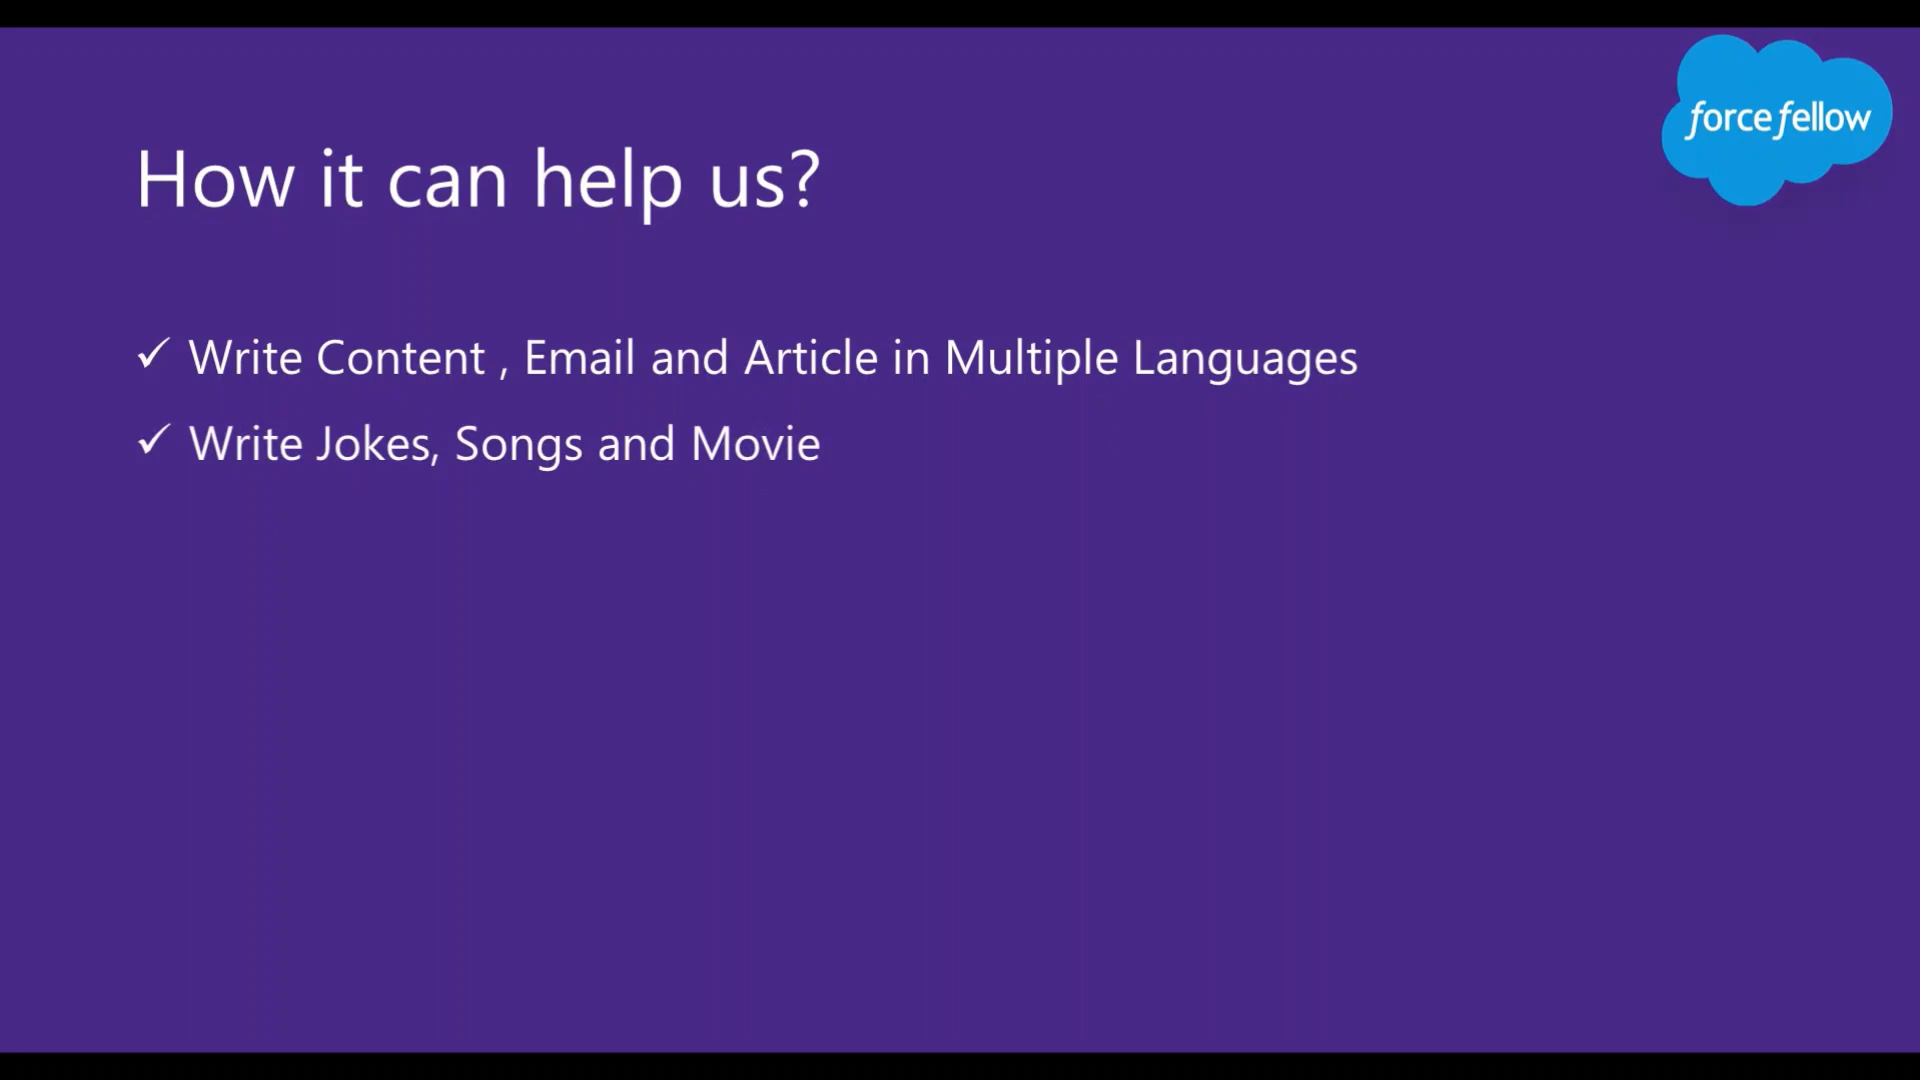 force fellow
How it can help us?
✓ Write Content , Email and Article in Multiple Languages
✓ Write Jokes, Songs and Movie